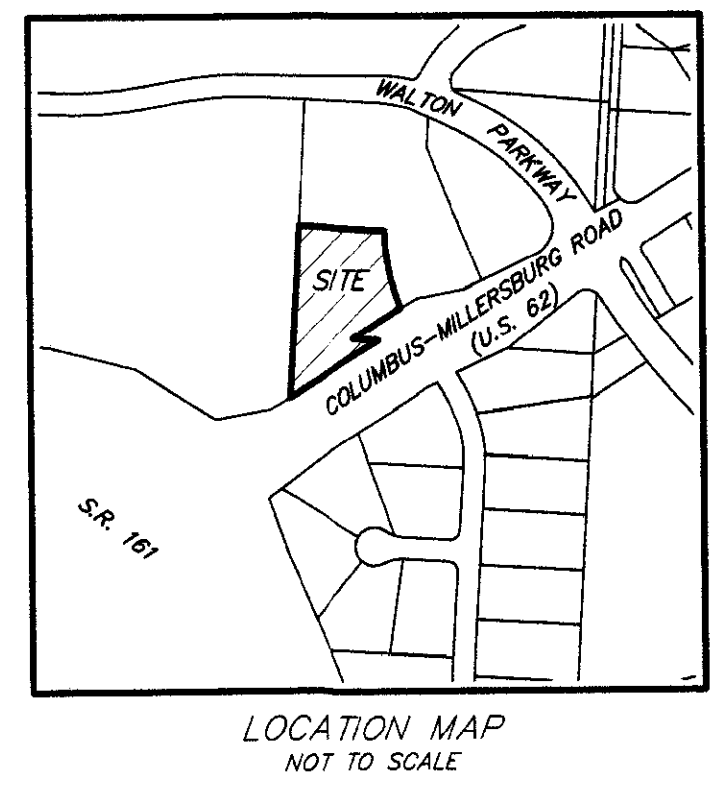 WALTON PARKWAY
SITE
COLUMBUS-MILLERSBURG ROAD
(U.S. 62)
S.R. 161
LOCATION MAP
NOT TO SCALE